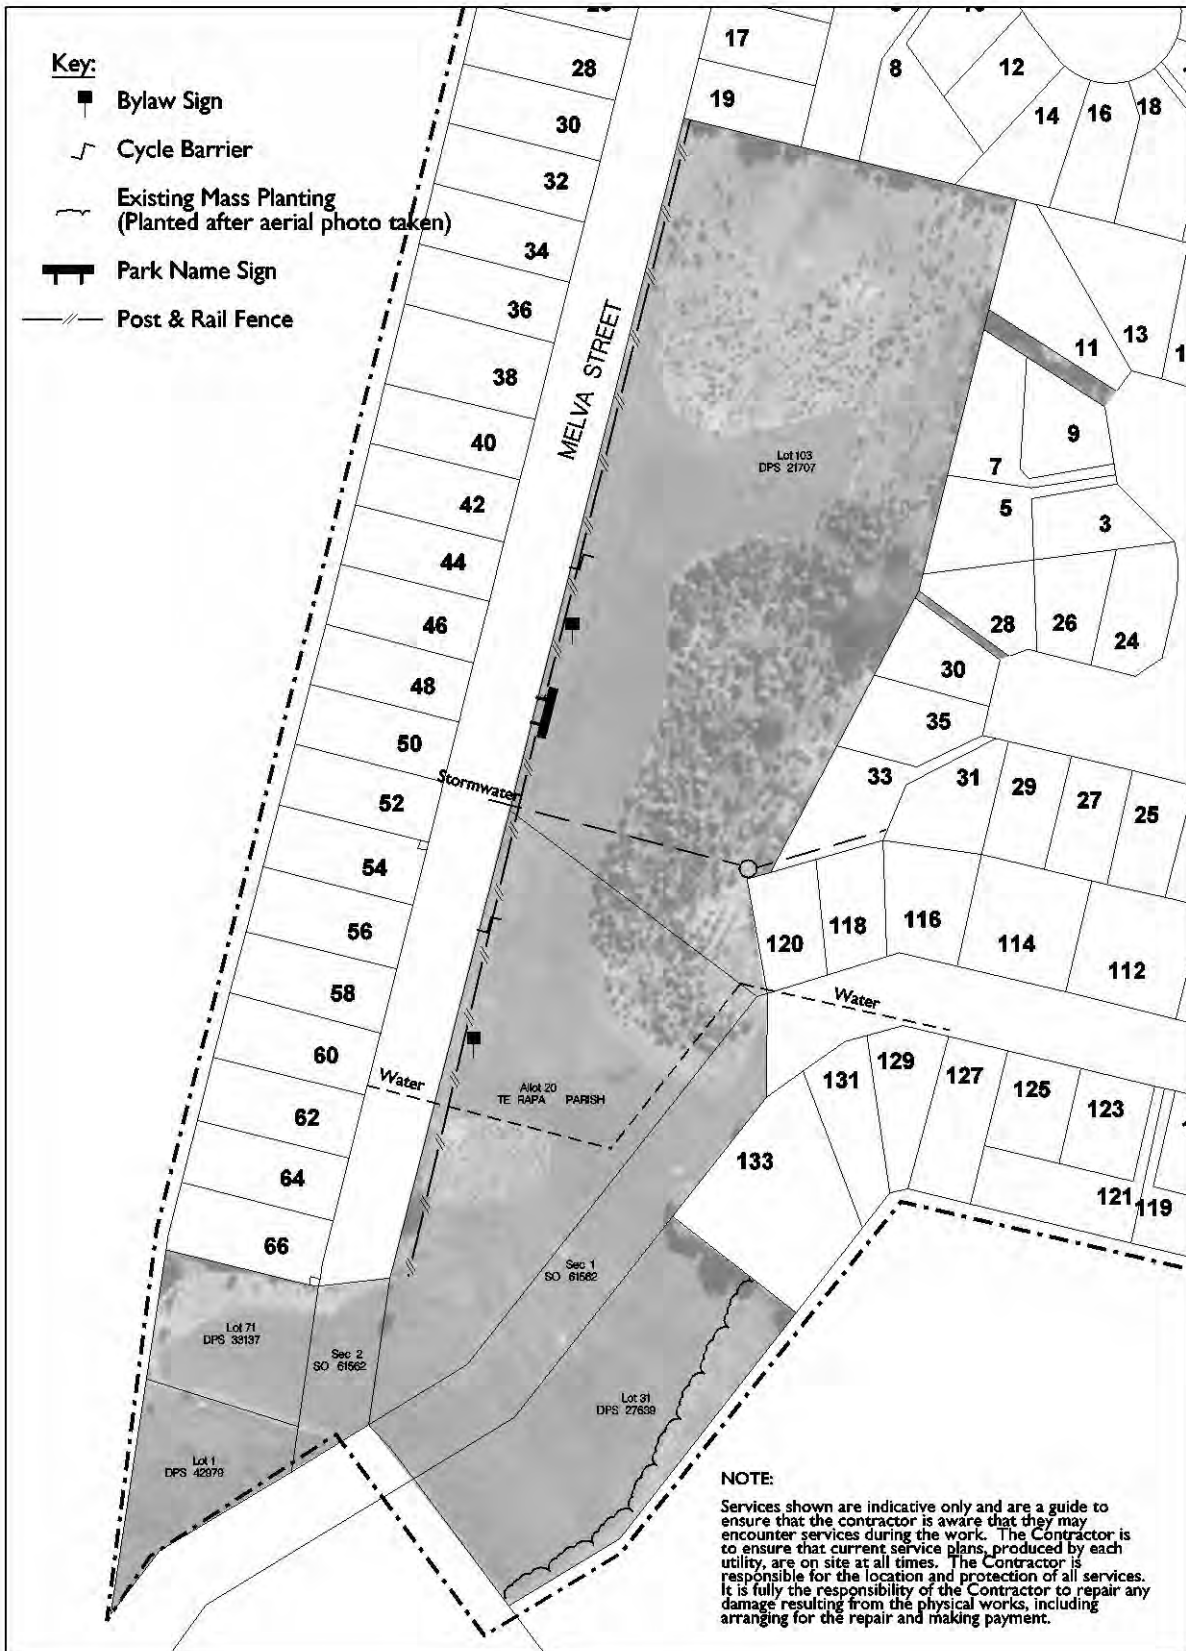 Key:
Bylaw Sign
Cycle Barrier
Existing Mass Planting
(Planted after aerial photo taken)
Park Name Sign
Post & Rail Fence
28
30
32
34
36
38
40
42
44
46
48
50
52
54
56
58
60
62
64
66
MELVA STREET
17
19
8
12
14
16
18
11
13
9
7
5
3
28
26
24
30
35
33
31
29
27
25
120
118
116
114
112
133
131
129
127
125
123
121
119
Lot 103
DPS 21707
Stormwater
Water
Water
Allot 20
TE RAPA PARISH
Sec 1
SO 61562
Lot 71
DPS 33137
Sec 2
SO 61562
Lot 1
DPS 42979
Lot 31
DPS 27639
NOTE:
Services shown are indicative only and are a guide to
ensure that the contractor is aware that they may
encounter services during the work. The Contractor is
to ensure that current service plans, produced by each
utility, are on site at all times. The Contractor is
responsible for the location and protection of all services.
It is fully the responsibility of the Contractor to repair any
damage resulting from the physical works, including
arranging for the repair and making payment.